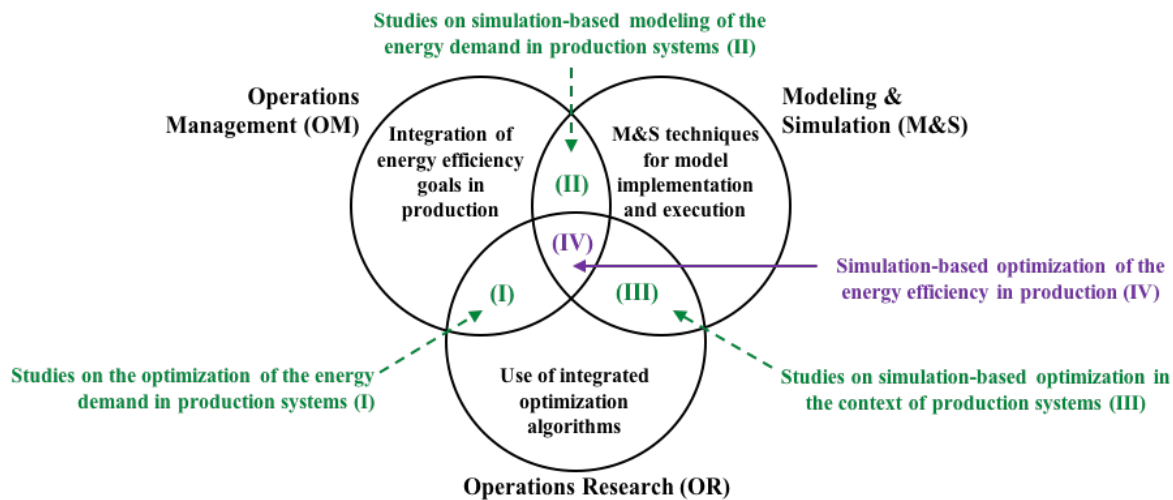 Studies on simulation-based modeling of the
energy demand in production systems (II)
Operations
Management (OM)
Modeling &
Simulation (M&S)
Integration of
energy efficiency
goals in
production
M&S techniques
for model
implementation
and execution
(II)
(IV)
(I)
(III)
Simulation-based optimization of the
energy efficiency in production (IV)
Studies on the optimization of the energy
demand in production systems (I)
Use of integrated
optimization
algorithms
Studies on simulation-based optimization in
the context of production systems (III)
Operations Research (OR)